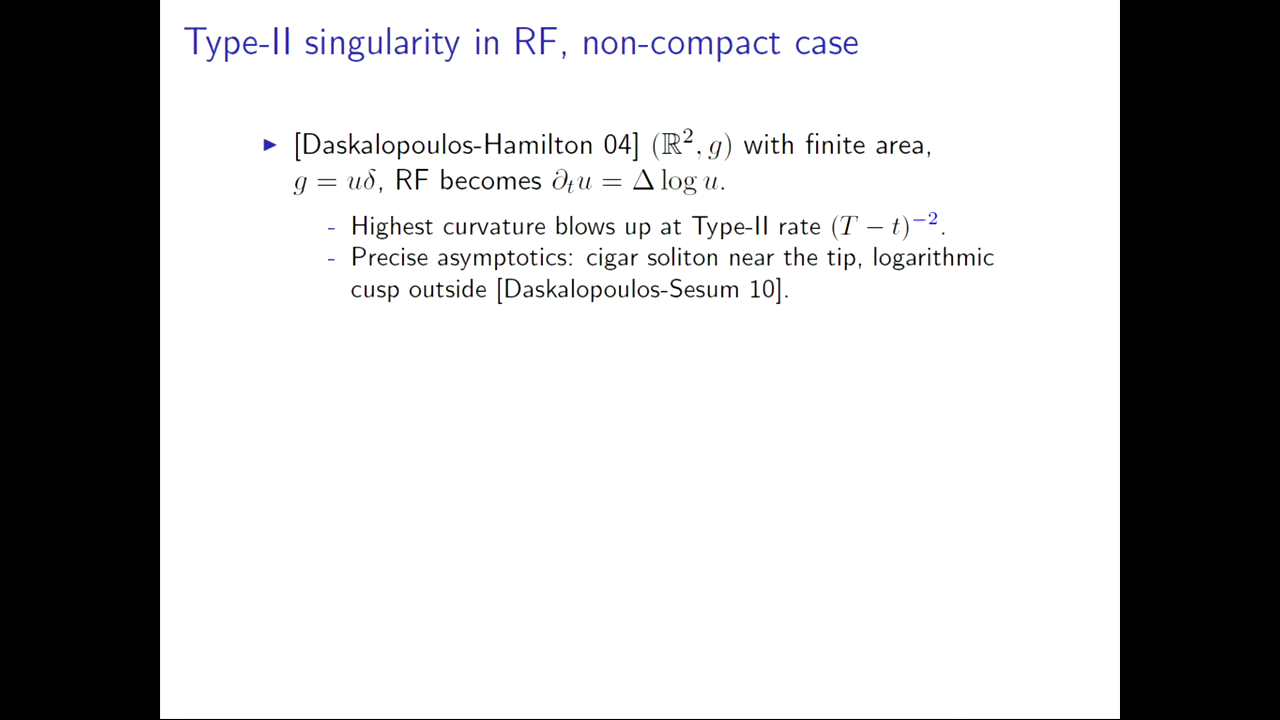 Type-II singularity in RF, non-compact case
▶ [Daskalopoulos-Hamilton 04] (ℝ², g) with finite area,
g = uδ, RF becomes ∂ₜu = Δ log u.
- Highest curvature blows up at Type-II rate (T − t)⁻².
- Precise asymptotics: cigar soliton near the tip, logarithmic
cusp outside [Daskalopoulos-Sesum 10].